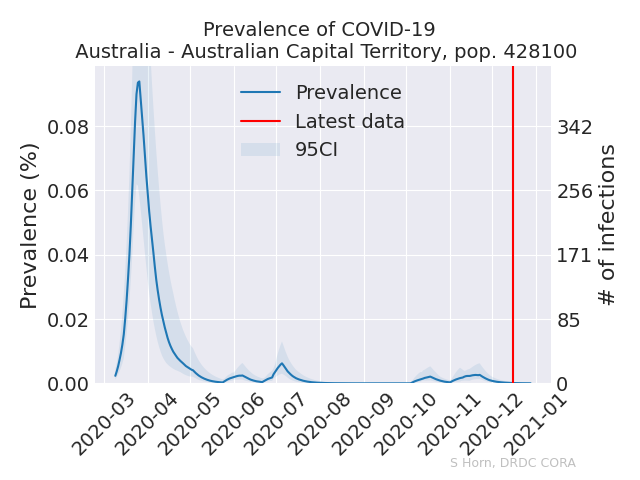 Prevalence of COVID-19
Australia - Australian Capital Territory, pop. 428100
Prevalence
Latest data
95CI
Prevalence (%)
0.08
0.06
0.04
0.02
0.00
342
256
171
85
0
# of infections
2020-03
2020-04
2020-05
2020-06
2020-07
2020-08
2020-09
2020-10
2020-11
2020-12
2021-01
S Horn, DRDC CORA